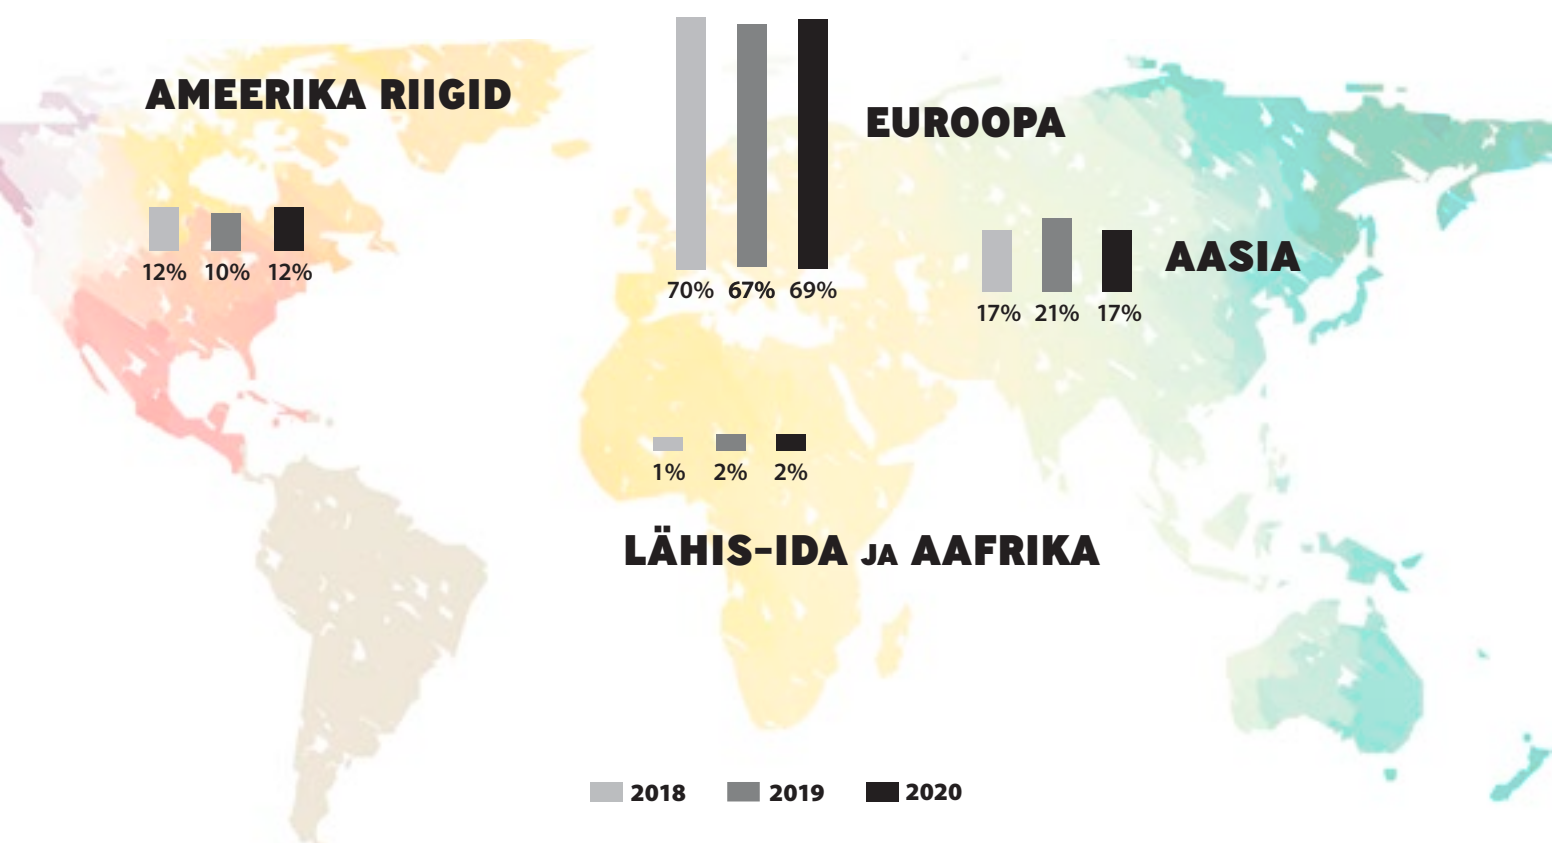 AMEERIKA RIIGID
12% 10% 12%
EUROOPA
70% 67% 69%
AASIA
17% 21% 17%
1% 2% 2%
LÄHIS-IDA JA AAFRIKA
2018 2019 2020